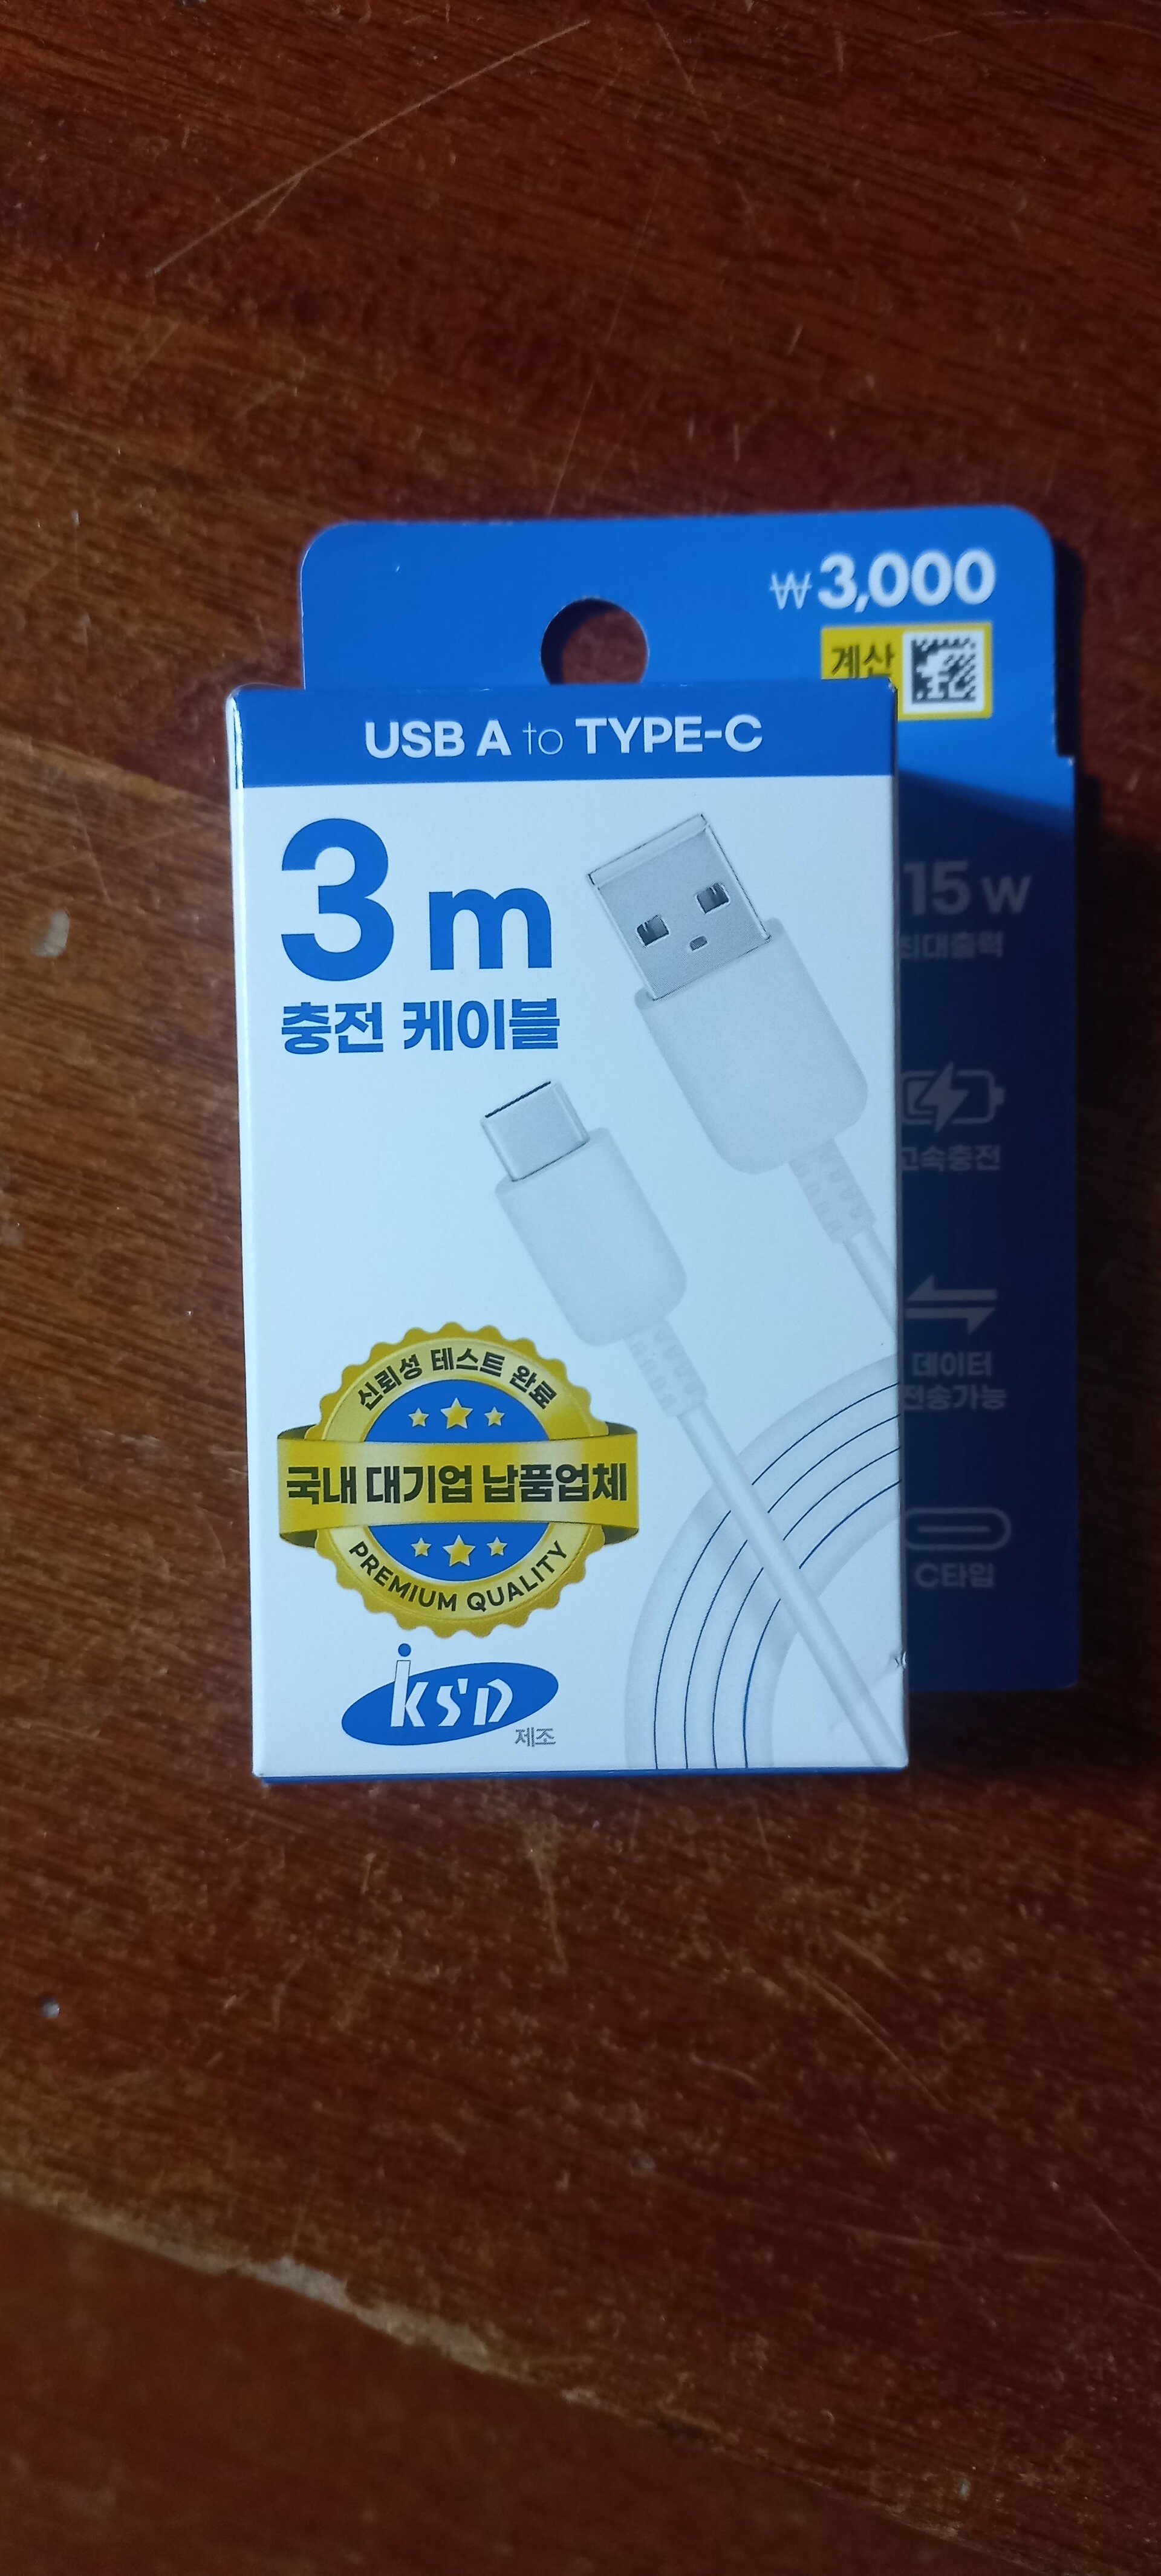 ₩3,000
계산
USB A to TYPE-C
3m
충전 케이블
15 W
최대출력
고속충전
데이터
전송가능
C타입
신뢰성 테스트 완료
국내 대기업 납품업체
PREMIUM QUALITY
iKSD
제조